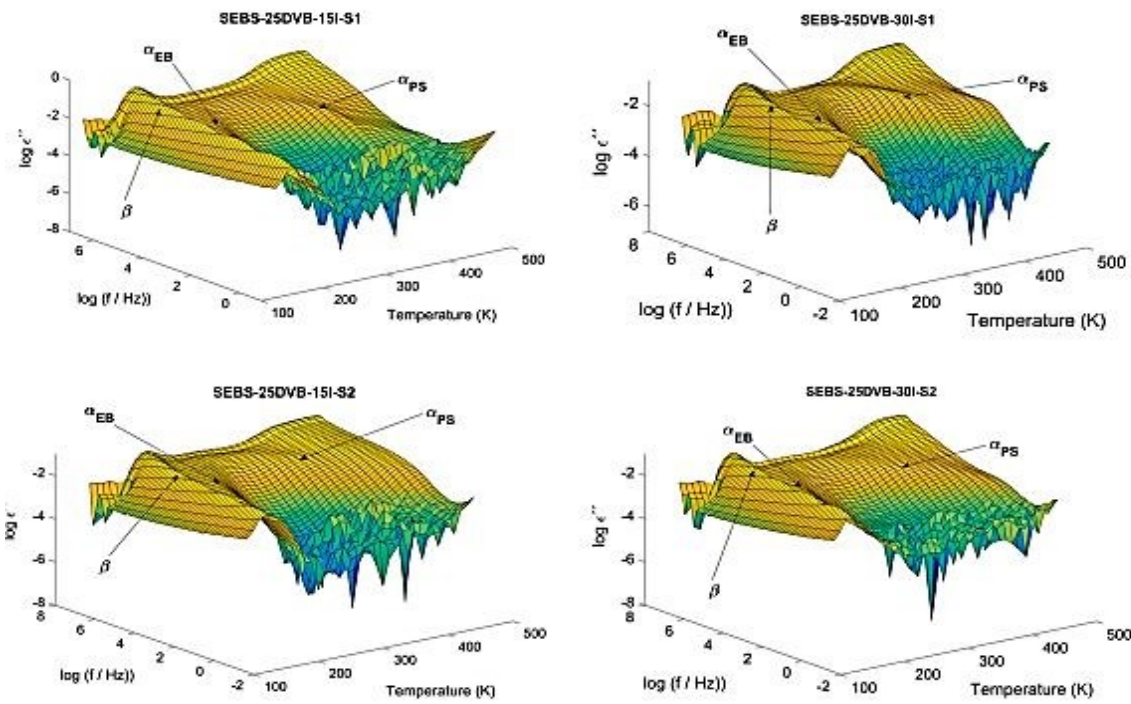 SEBS-25DVB-15I-S1
α_EB
α_PS
0
-2
-4
-6
-8
log ε´´
β
6
4
2
0
log (f / Hz))
100
200
300
400
500
Temperature (K)
SEBS-25DVB-30I-S1
α_EB
α_PS
-2
-4
-6
log ε´´
β
8
6
4
2
0
-2
log (f / Hz))
100
200
300
400
500
Temperature (K)
SEBS-25DVB-15I-S2
α_EB
α_PS
-2
-4
-6
-8
log ε´
β
8
6
4
2
0
-2
log (f / Hz))
100
200
300
400
500
Temperature (K)
SEBS-25DVB-30I-S2
α_EB
α_PS
-2
-4
-6
-8
log ε´´
β
8
6
4
2
0
-2
log (f / Hz))
100
200
300
400
500
Temperature (K)